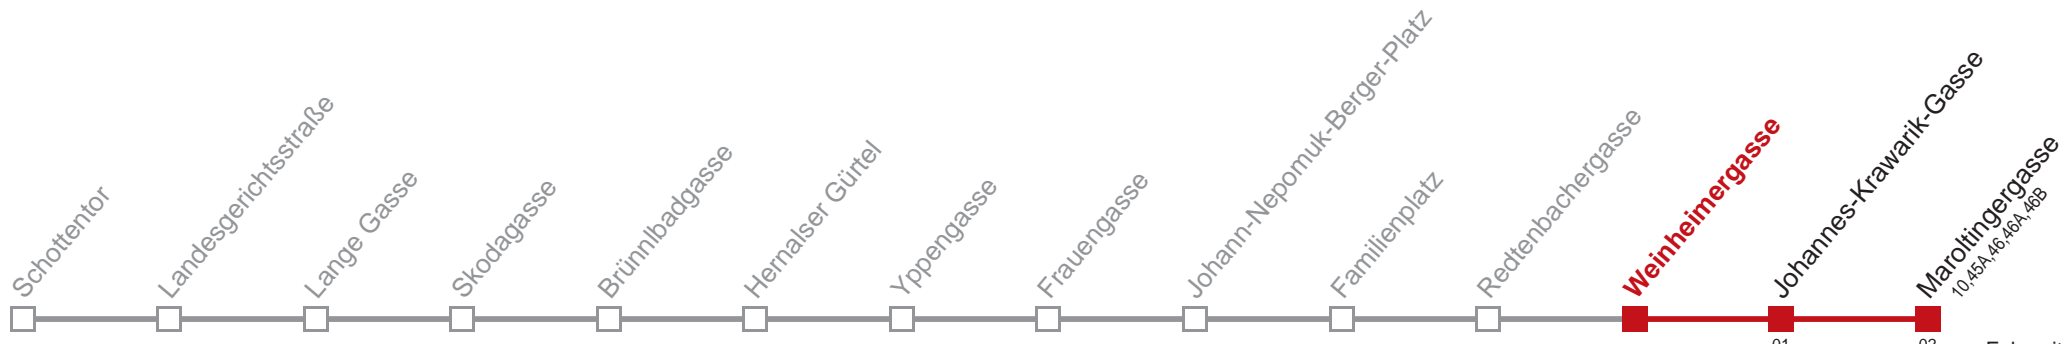 Schottentor
Landesgerichtsstraße
Lange Gasse
Skodagasse
Brünnlbadgasse
Hernalser Gürtel
Yppengasse
Frauengasse
Johann-Nepomuk-Berger-Platz
Familienplatz
Redtenbachergasse
Weinheimergasse
Johannes-Krawarik-Gasse
Maroltingergasse
10,45A,46,46A,46B